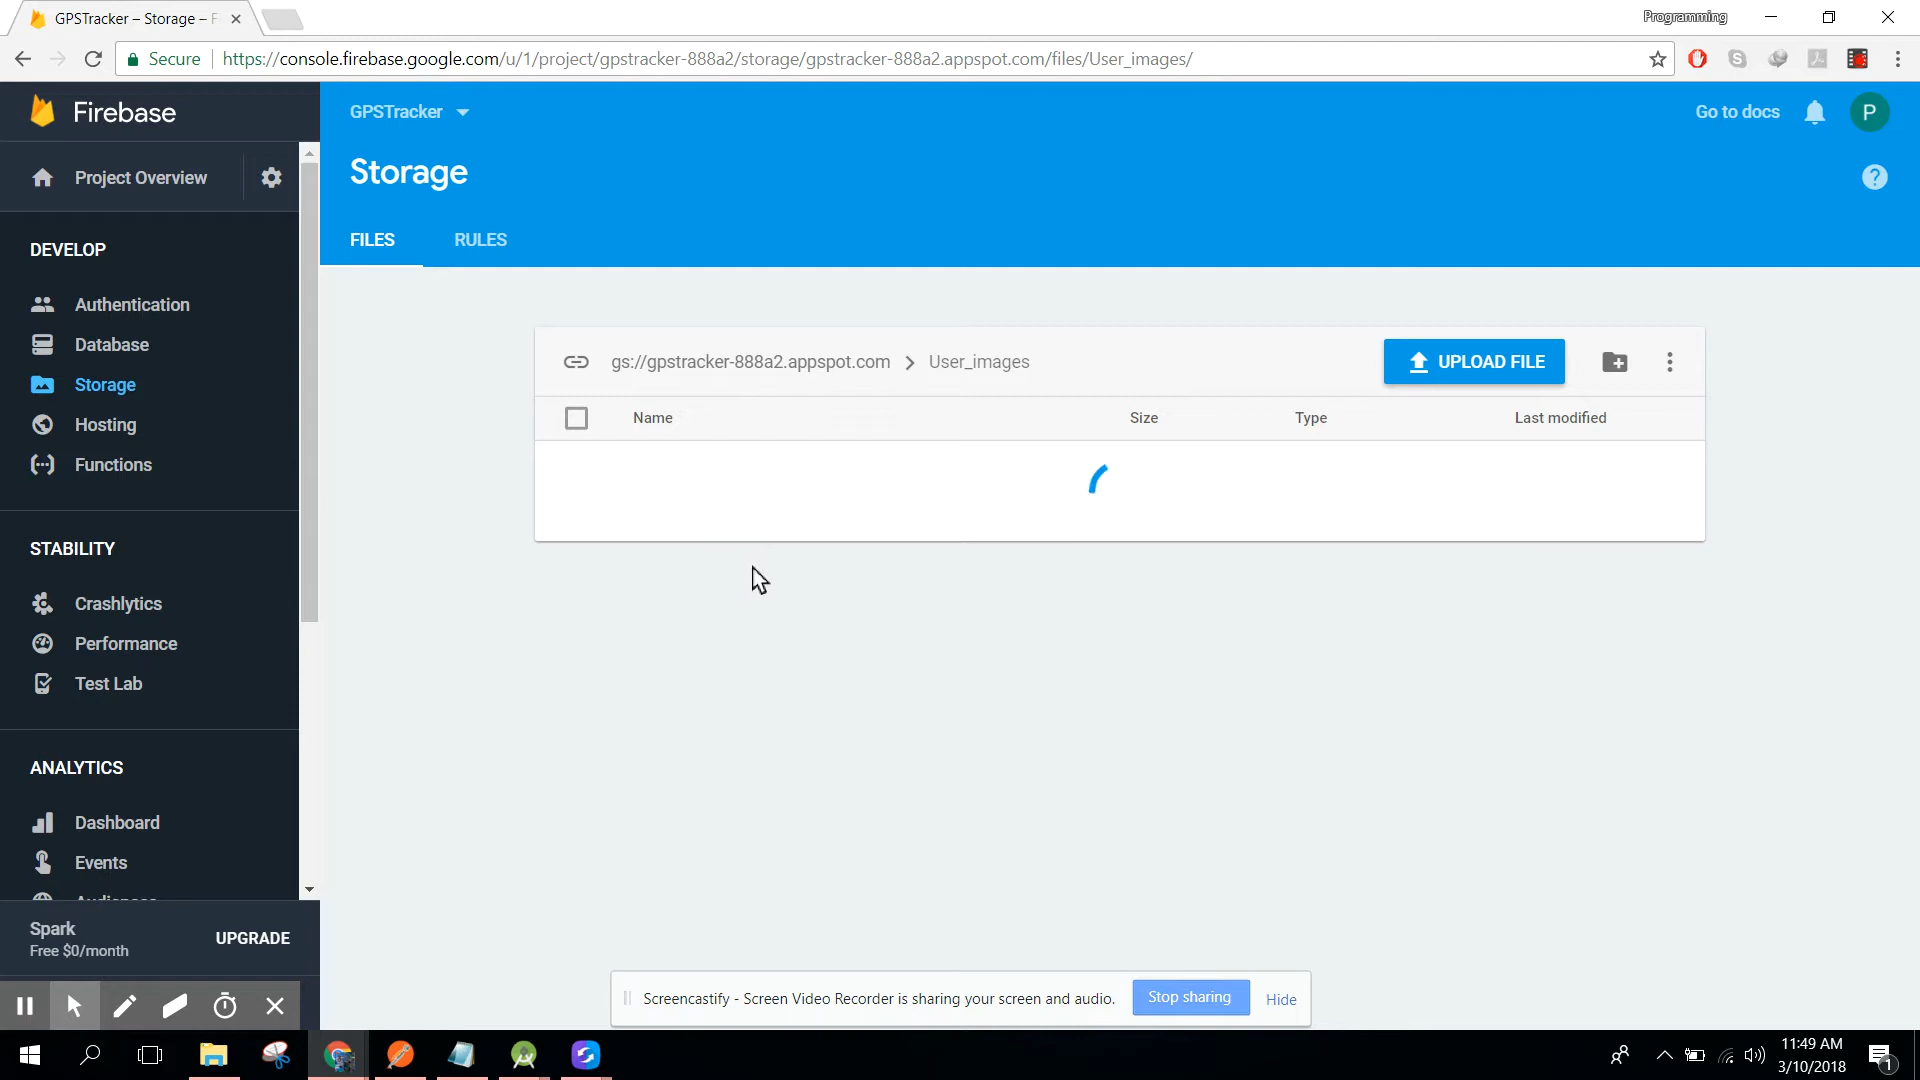 GPSTracker – Storage – F
Programming
Secure
https://console.firebase.google.com/u/1/project/gpstracker-888a2/storage/gpstracker-888a2.appspot.com/files/User_images/
Firebase
GPSTracker
Go to docs
P
Project Overview
Storage
?
DEVELOP
FILES
RULES
Authentication
Database
gs://gpstracker-888a2.appspot.com
User_images
UPLOAD FILE
Storage
Name
Size
Type
Last modified
Hosting
Functions
STABILITY
Crashlytics
Performance
Test Lab
ANALYTICS
Dashboard
Events
Audiences
Spark
Free $0/month
UPGRADE
Screencastify - Screen Video Recorder is sharing your screen and audio.
Stop sharing
Hide
11:49 AM
3/10/2018
1